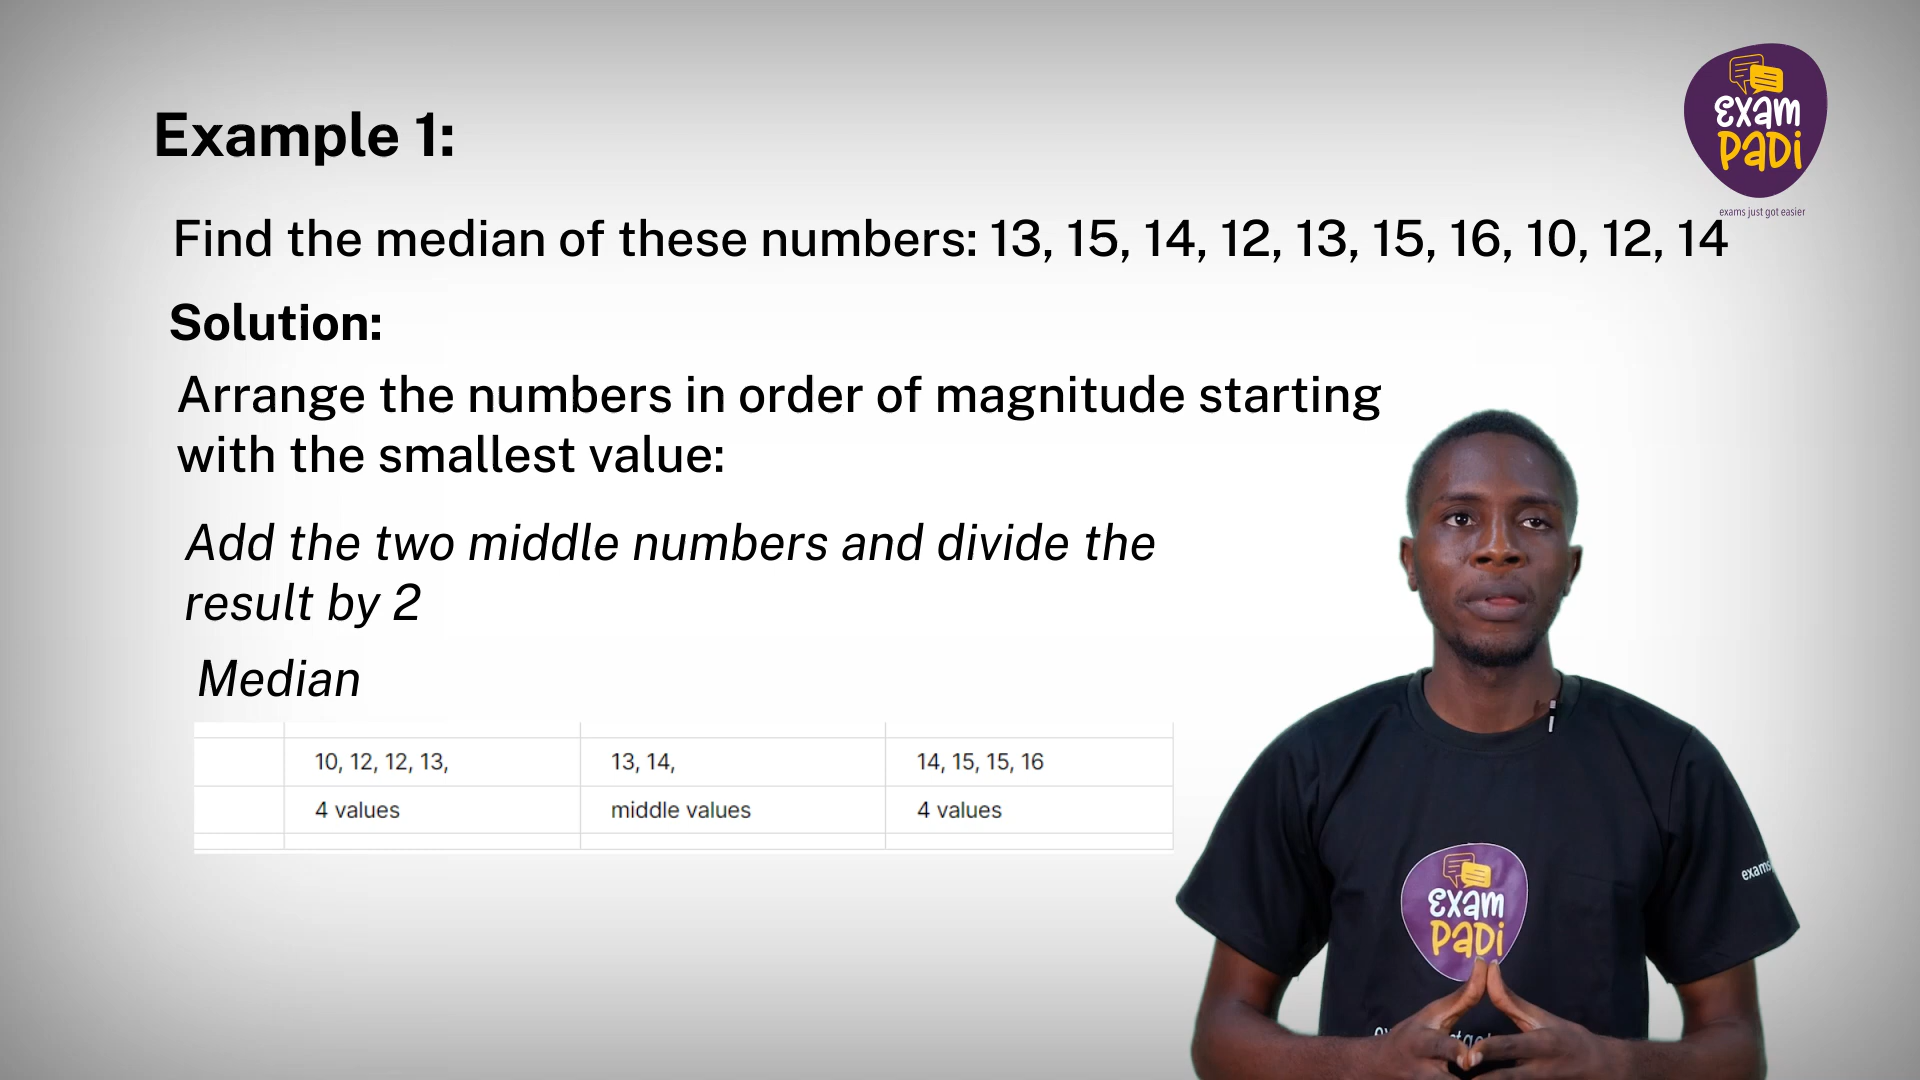 exam
padi
exams just got easier
Example 1:
Find the median of these numbers: 13, 15, 14, 12, 13, 15, 16, 10, 12, 14
Solution:
Arrange the numbers in order of magnitude starting
with the smallest value:
Add the two middle numbers and divide the
result by 2
Median
10, 12, 12, 13, 13, 14, 14, 15, 15, 16
4 values middle values 4 values
exams
exam
padi